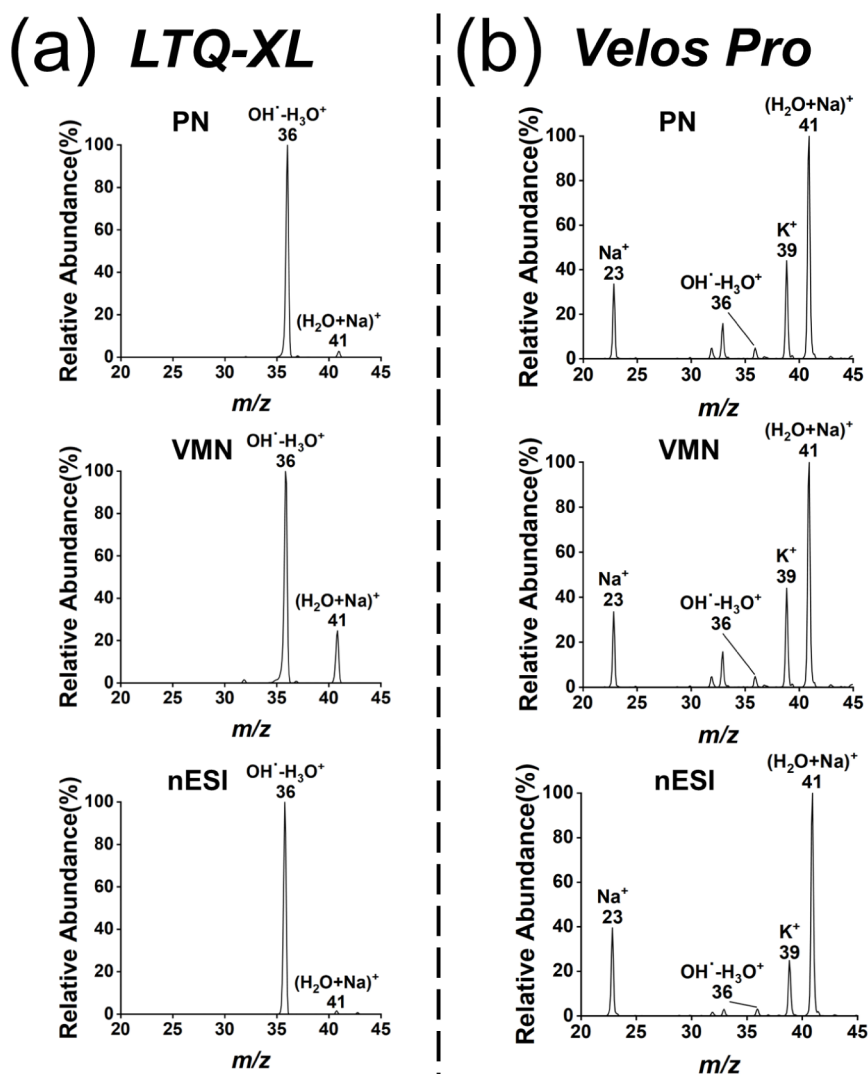 (a) LTQ-XL
PN
OH˙-H₃O⁺
36
(H₂O+Na)⁺
41
Relative Abundance(%)
100
80
60
40
20
0
20 25 30 35 40 45
m/z
VMN
OH˙-H₃O⁺
36
(H₂O+Na)⁺
41
Relative Abundance(%)
100
80
60
40
20
0
20 25 30 35 40 45
m/z
nESI
OH˙-H₃O⁺
36
(H₂O+Na)⁺
41
Relative Abundance(%)
100
80
60
40
20
0
20 25 30 35 40 45
m/z
(b) Velos Pro
PN
(H₂O+Na)⁺
41
K⁺
39
Na⁺
23
OH˙-H₃O⁺
36
Relative Abundance(%)
100
80
60
40
20
0
20 25 30 35 40 45
m/z
VMN
(H₂O+Na)⁺
41
K⁺
39
Na⁺
23
OH˙-H₃O⁺
36
Relative Abundance(%)
100
80
60
40
20
0
20 25 30 35 40 45
m/z
nESI
(H₂O+Na)⁺
41
Na⁺
23
K⁺
39
OH˙-H₃O⁺
36
Relative Abundance(%)
100
80
60
40
20
0
20 25 30 35 40 45
m/z